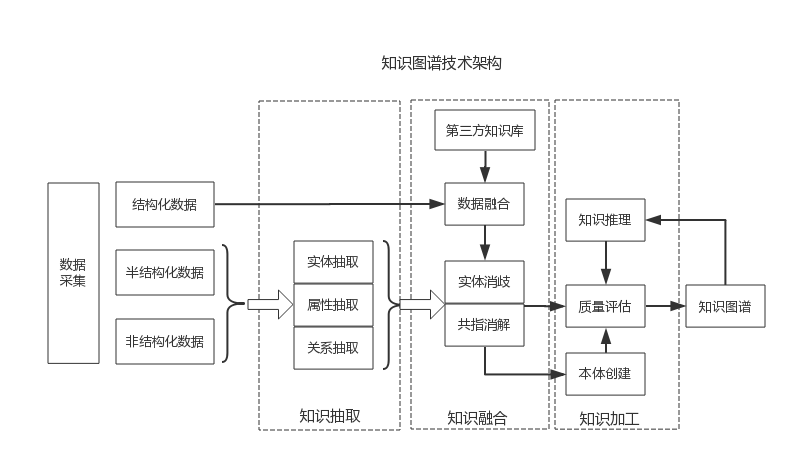 知识图谱技术架构
数据
采集
结构化数据
半结构化数据
非结构化数据
实体抽取
属性抽取
关系抽取
知识抽取
第三方知识库
数据融合
实体消歧
共指消解
知识融合
知识推理
质量评估
本体创建
知识加工
知识图谱